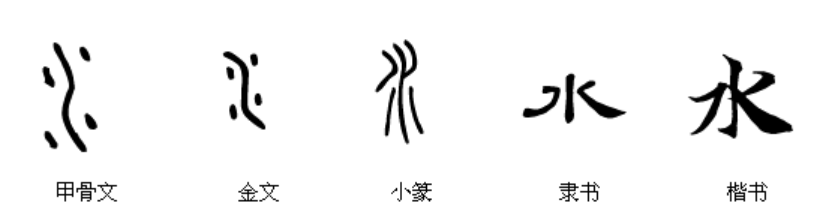 水 水 水 水 水
甲骨文 金文 小篆 隶书 楷书